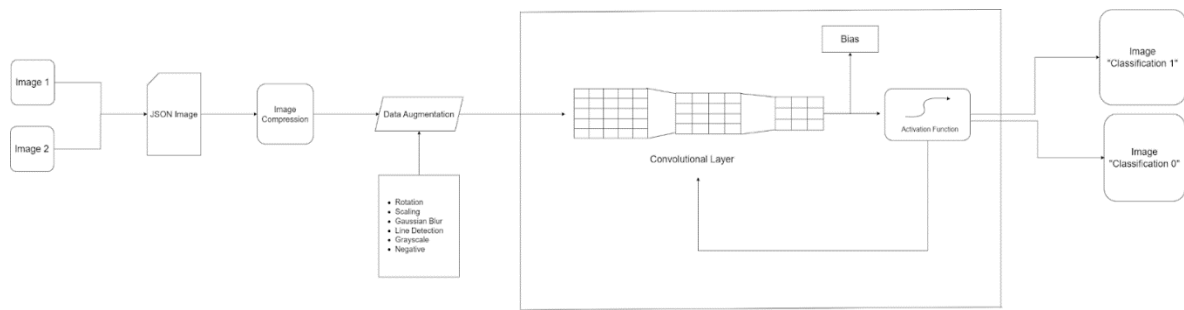 Image 1
Image 2
JSON Image
Image
Compression
Data Augmentation
• Rotation
• Scaling
• Gaussian Blur
• Line Detection
• Grayscale
• Negative
Bias
Convolutional Layer
Activation Function
Image
"Classification 1"
Image
"Classification 0"